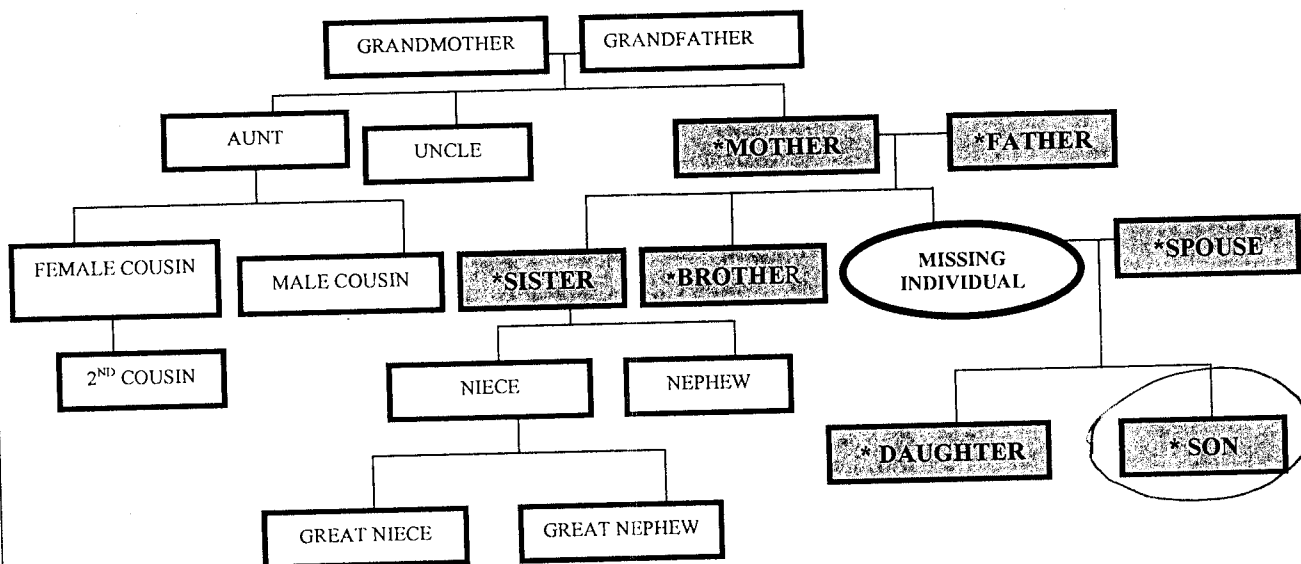 GRANDMOTHER
GRANDFATHER
AUNT
UNCLE
*MOTHER
*FATHER
FEMALE COUSIN
MALE COUSIN
*SISTER
*BROTHER
MISSING
INDIVIDUAL
*SPOUSE
2ND COUSIN
NIECE
NEPHEW
* DAUGHTER
* SON
GREAT NIECE
GREAT NEPHEW